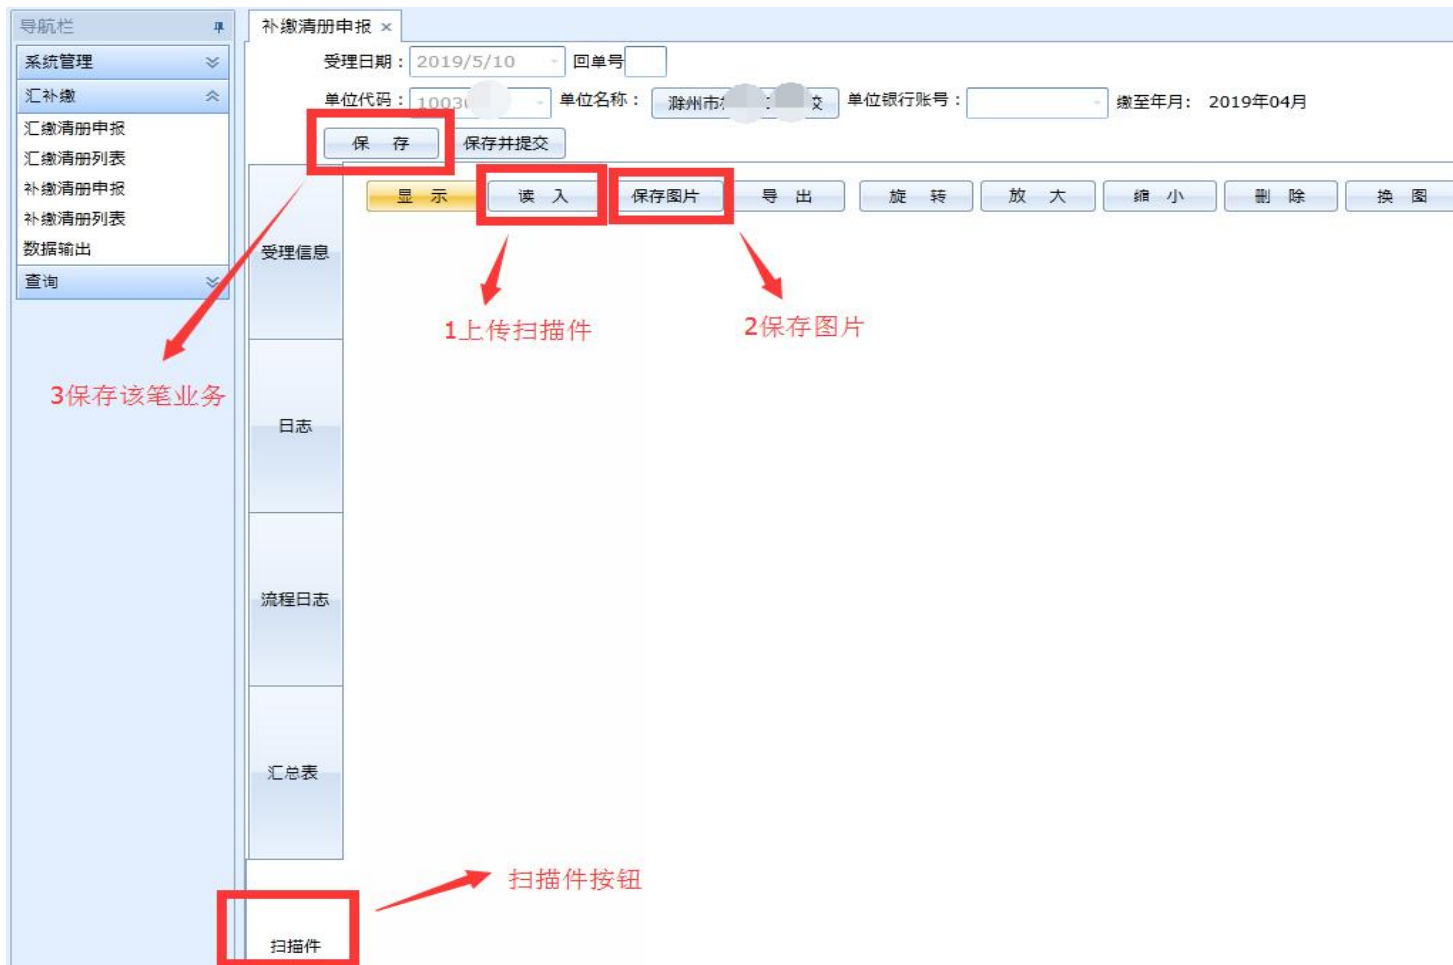 导航栏
补缴清册申报 ×
系统管理
受理日期： 2019/5/10 回单号
汇补缴
单位代码： 1003 单位名称： 滁州市 校 单位银行账号： 缴至年月: 2019年04月
汇缴清册申报
保 存 保存并提交
汇缴清册列表
补缴清册申报
显 示 读 入 保存图片 导 出 旋 转 放 大 缩 小 删 除 换 图
补缴清册列表
数据输出
受理信息
查询
1上传扫描件
2保存图片
3保存该笔业务
日志
流程日志
汇总表
扫描件按钮
扫描件